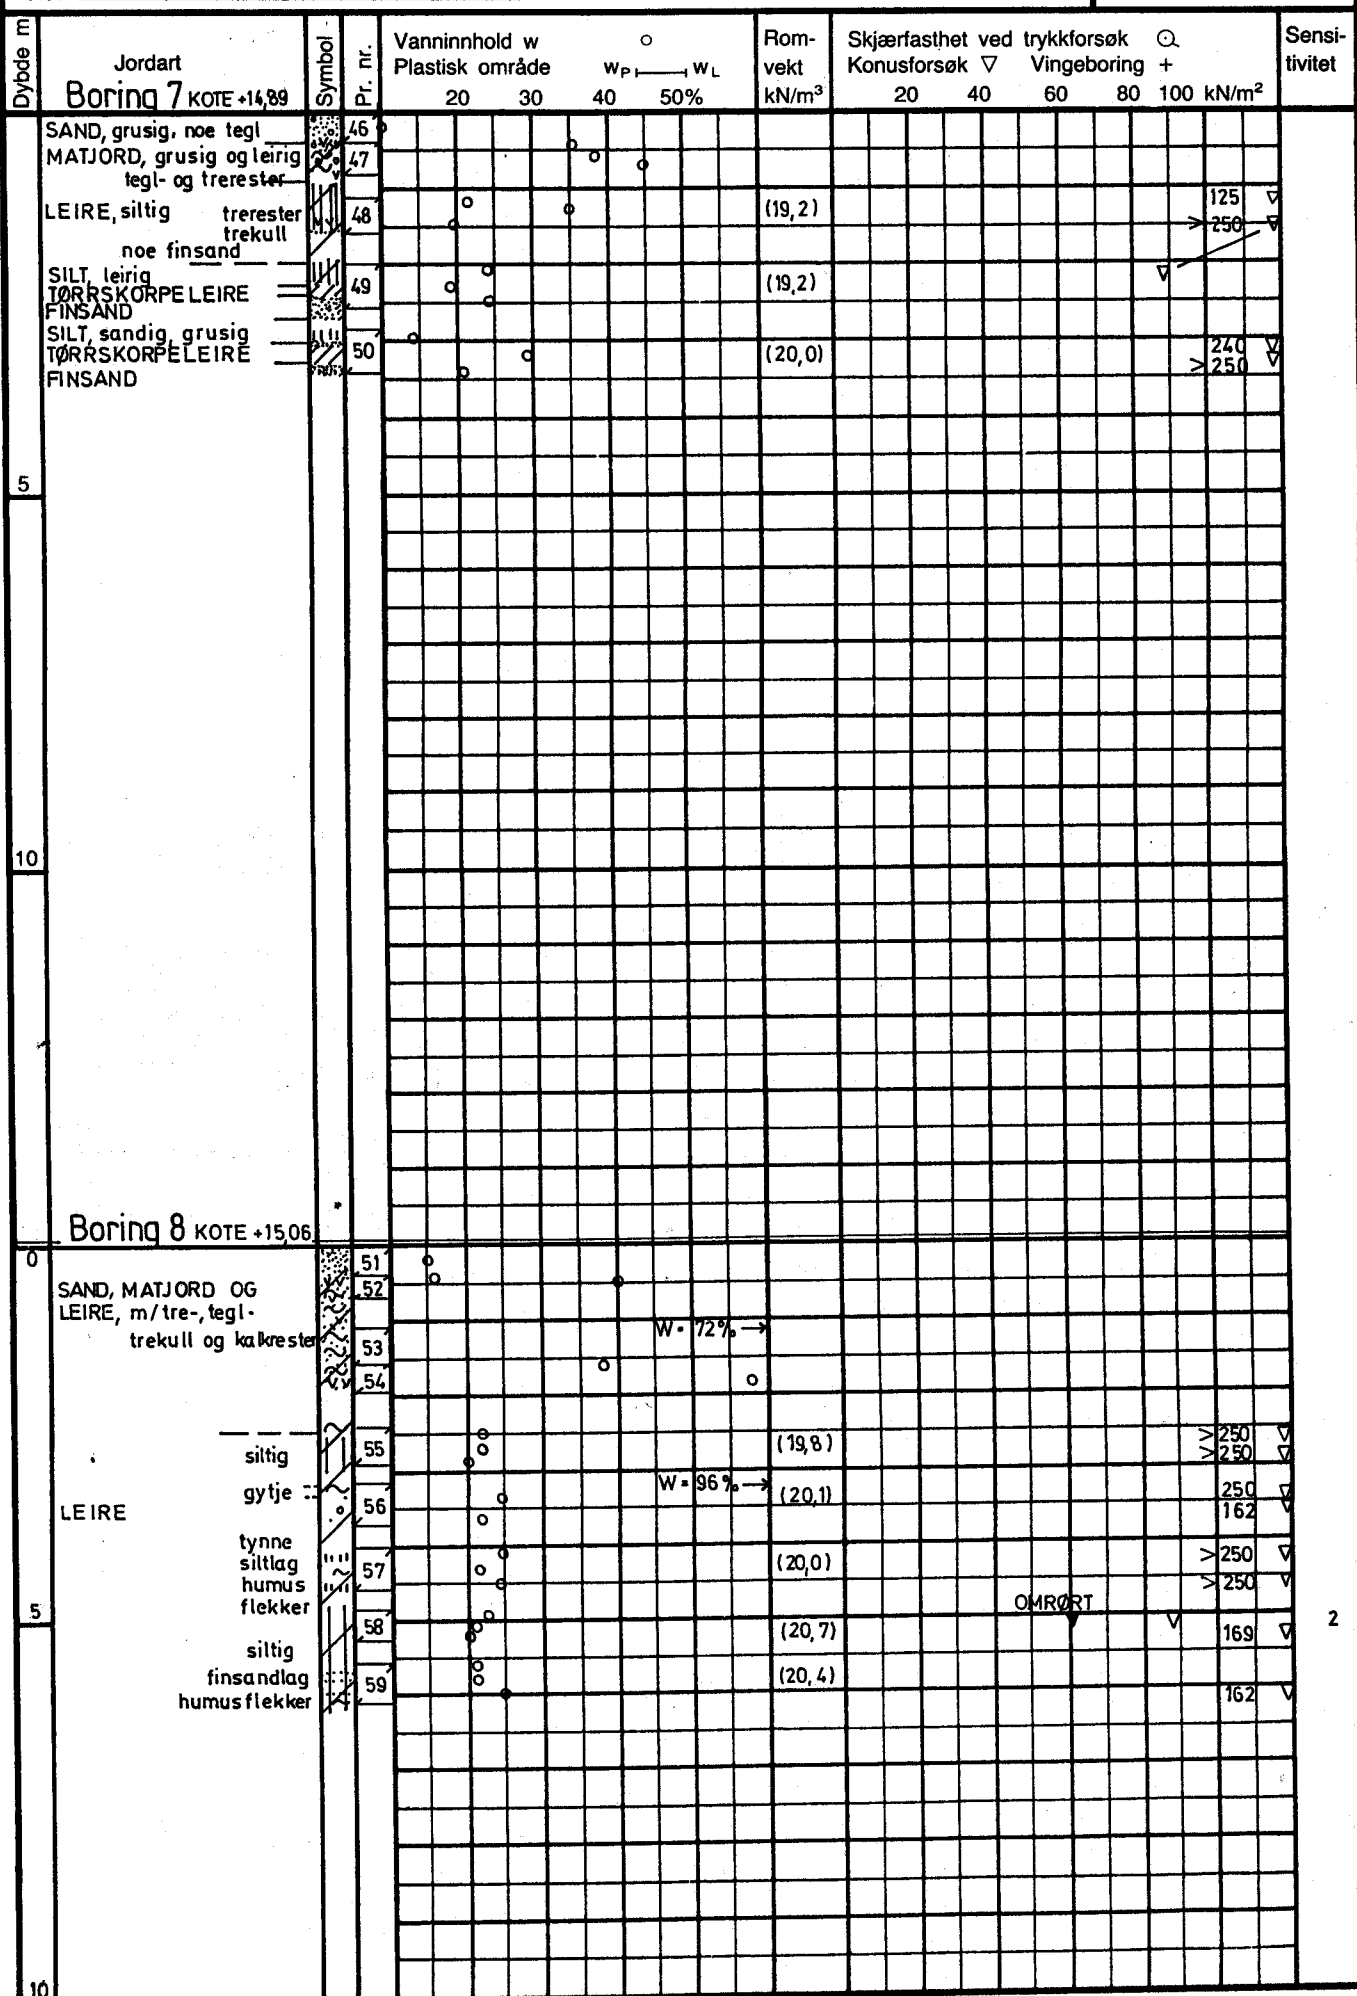 Dybde m
Jordart
Boring 7 KOTE +14,89
Symbol
Pr. nr.
Vanninnhold w
Plastisk område wP wL
20 30 40 50%
Rom-
vekt
kN/m³
Skjærfasthet ved trykkforsøk
Konusforsøk ▽ Vingeboring +
20 40 60 80 100 kN/m²
Sensi-
tivitet
SAND, grusig, noe tegl
46
MATJORD, grusig og leirig
47
tegl- og trerester
LEIRE, siltig trerester
48
(19,2)
125
trekull
> 250
noe finsand
SILT, leirig
49
(19,2)
TØRRSKORPELEIRE
FINSAND
SILT, sandig, grusig
50
(20,0)
240
TØRRSKORPELEIRE
> 250
FINSAND
5
10
Boring 8 KOTE +15,06
0
51
SAND, MATJORD OG
52
LEIRE, m/tre-, tegl-
trekull og kalkrester
W = 72%
53
54
siltig
55
(19,8)
> 250
> 250
gytje
W = 96%
56
(20,1)
250
LEIRE
162
tynne
siltlag
57
(20,0)
> 250
humus
> 250
flekker
OMRØRT
5
58
(20,7)
169
2
siltig
finsandlag
59
(20,4)
humusflekker
162
10